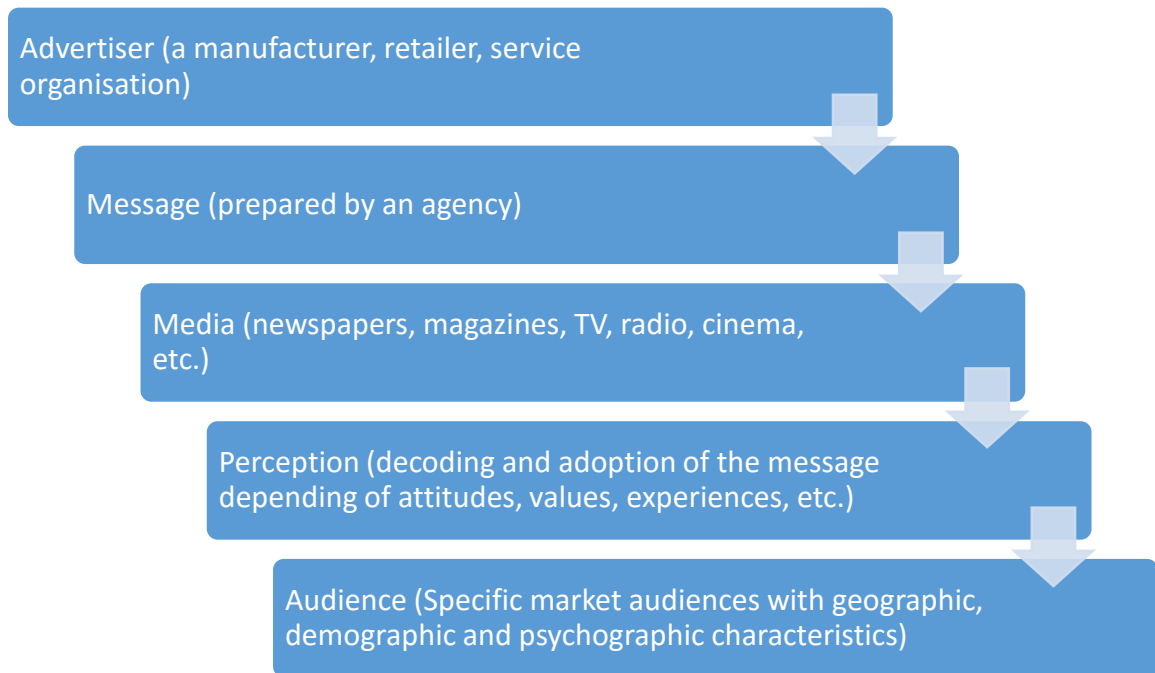 Advertiser (a manufacturer, retailer, service
organisation)
Message (prepared by an agency)
Media (newspapers, magazines, TV, radio, cinema,
etc.)
Perception (decoding and adoption of the message
depending of attitudes, values, experiences, etc.)
Audience (Specific market audiences with geographic,
demographic and psychographic characteristics)